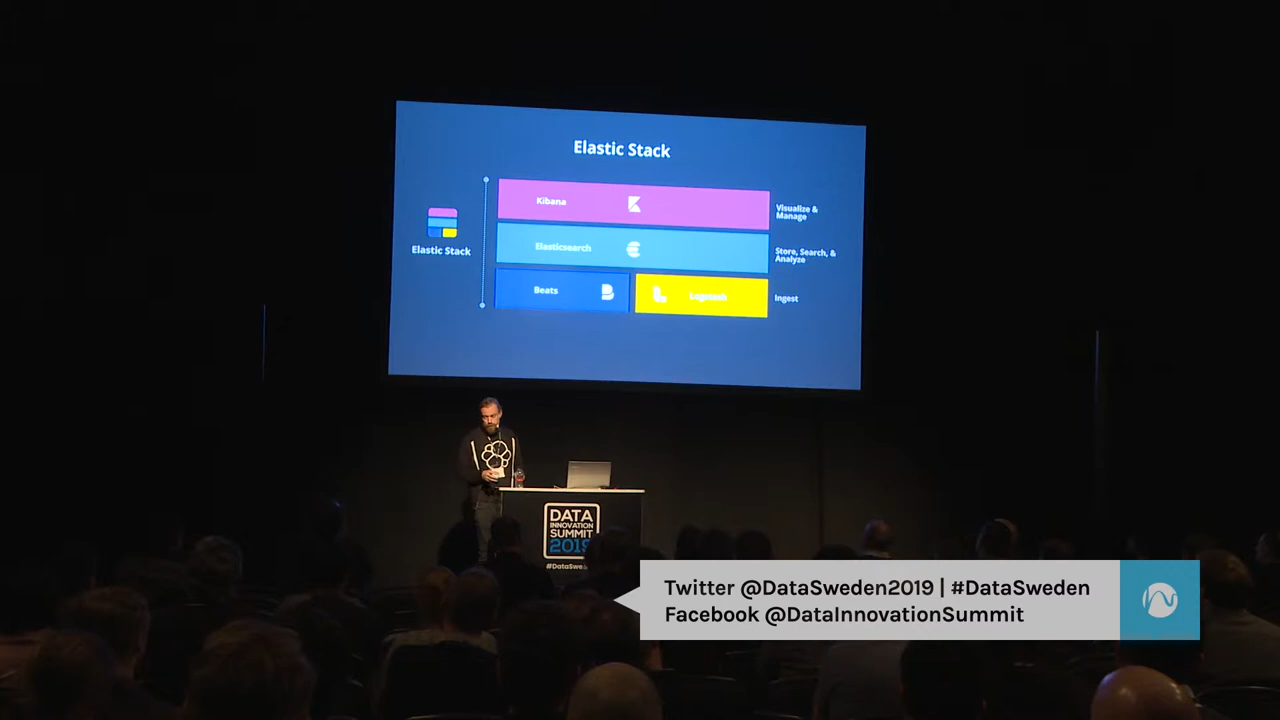 Elastic Stack
Kibana
Visualize &
Manage
Elastic Stack
Elasticsearch
Store, Search, &
Analyze
Beats
Logstash
Ingest
DATA
INNOVATION
SUMMIT
2019
Twitter @DataSweden2019 | #DataSweden
Facebook @DataInnovationSummit